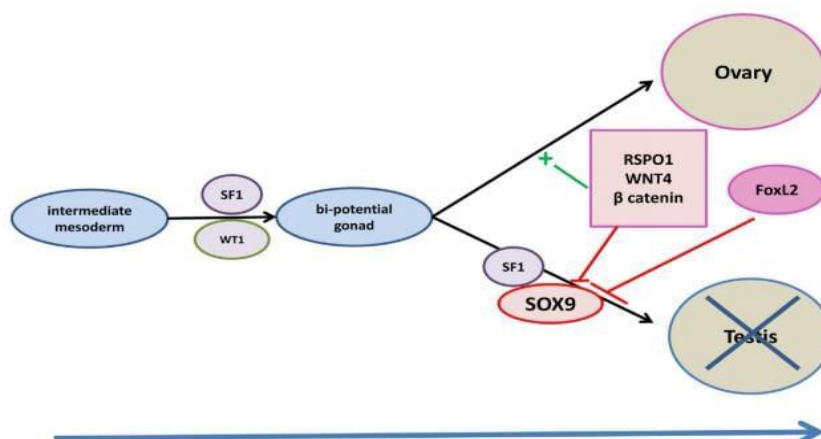 Ovary
+
RSPO1
WNT4
β catenin
FoxL2
SF1
intermediate
mesoderm
WT1
bi-potential
gonad
SF1
SOX9
Testis